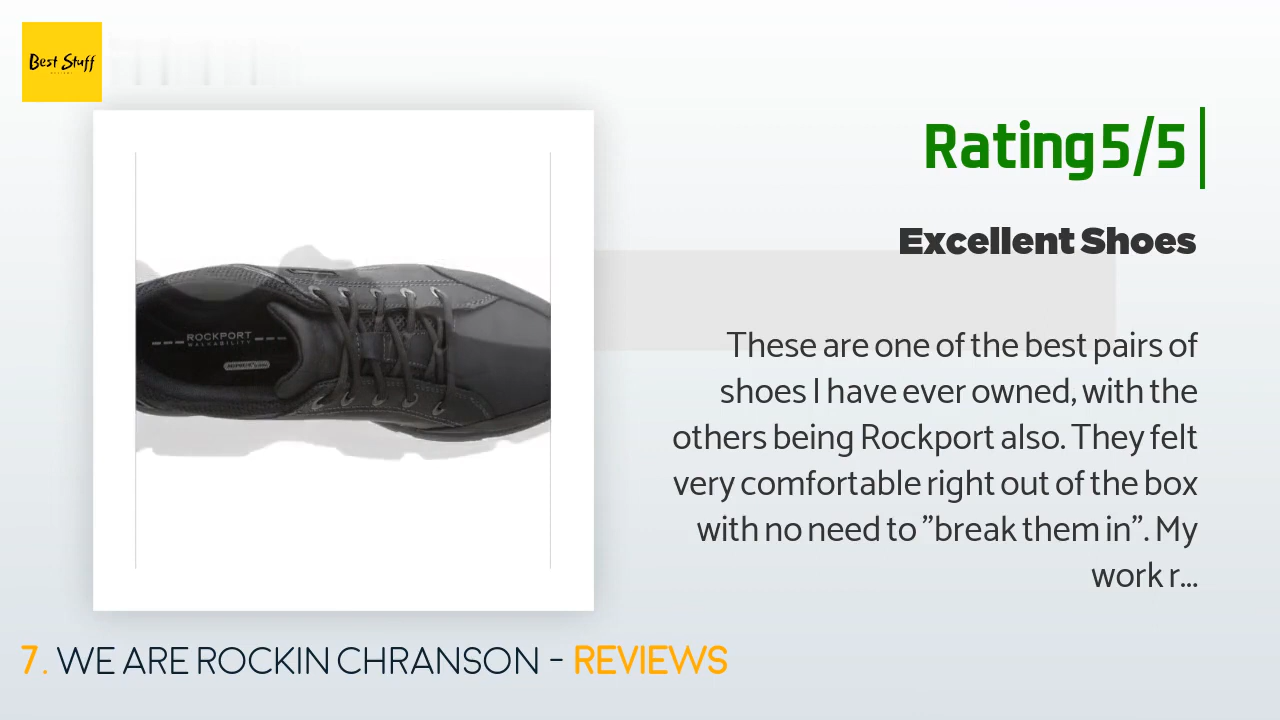 Best Stuff
Rating 5/5
Excellent Shoes
ROCKPORT
WALKABILITY
These are one of the best pairs of
shoes I have ever owned, with the
others being Rockport also. They felt
very comfortable right out of the box
with no need to ”break them in”. My
work r...
7. WE ARE ROCKIN CHRANSON - REVIEWS